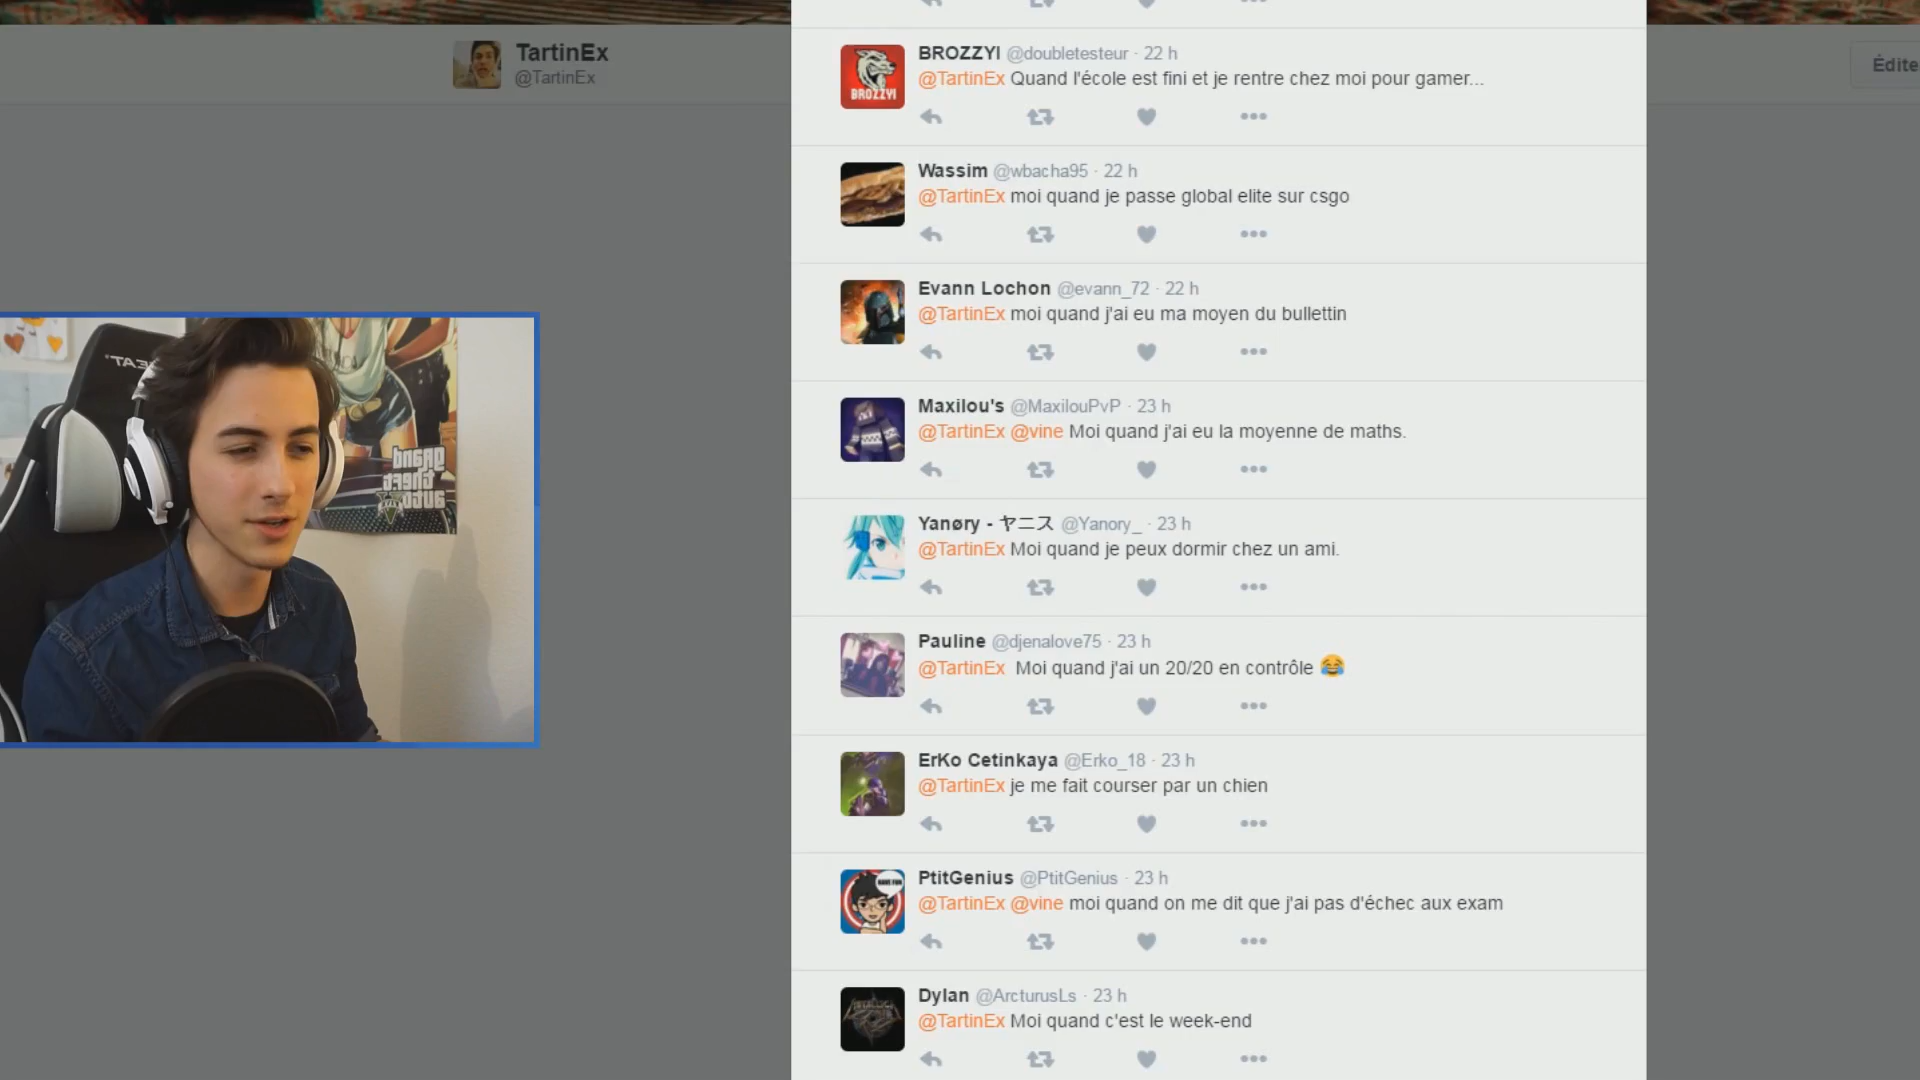 TartinEx
@TartinEx
Édite
BROZZYI @doubletesteur · 22 h
@TartinEx Quand l'école est fini et je rentre chez moi pour gamer...
BROZZYI
Wassim @wbacha95 · 22 h
@TartinEx moi quand je passe global elite sur csgo
Evann Lochon @evann_72 · 22 h
@TartinEx moi quand j'ai eu ma moyen du bullettin
Maxilou's @MaxilouPvP · 23 h
@TartinEx @vine Moi quand j'ai eu la moyenne de maths.
Yanøry - ヤニス @Yanory_ · 23 h
@TartinEx Moi quand je peux dormir chez un ami.
Pauline @djenalove75 · 23 h
@TartinEx Moi quand j'ai un 20/20 en contrôle 😂
ErKo Cetinkaya @Erko_18 · 23 h
@TartinEx je me fait courser par un chien
PtitGenius @PtitGenius · 23 h
@TartinEx @vine moi quand on me dit que j'ai pas d'échec aux exam
Dylan @ArcturusLs · 23 h
@TartinEx Moi quand c'est le week-end
grand
theft
auto